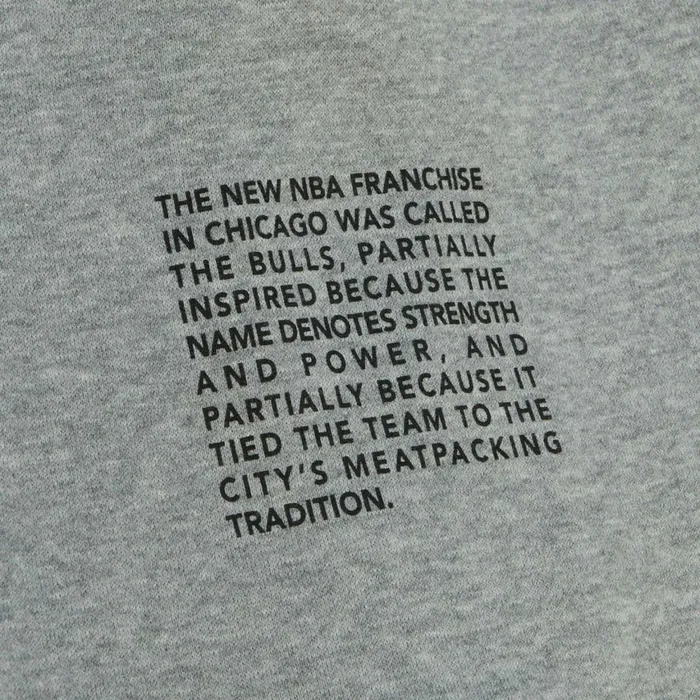 THE NEW NBA FRANCHISE
IN CHICAGO WAS CALLED
THE BULLS, PARTIALLY
INSPIRED BECAUSE THE
NAME DENOTES STRENGTH
AND POWER, AND
PARTIALLY BECAUSE IT
TIED THE TEAM TO THE
CITY'S MEATPACKING
TRADITION.